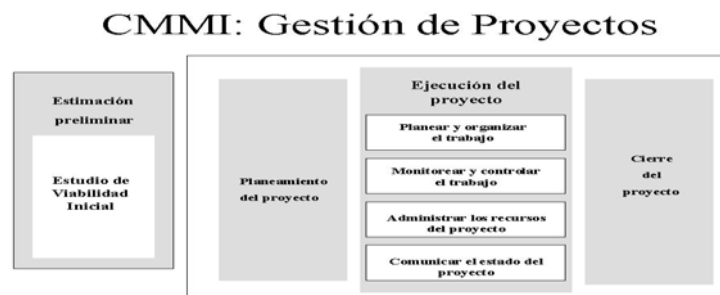 CMMI: Gestión de Proyectos
Estimación
preliminar
Estudio de
Viabilidad
Inicial
Planeamiento
del proyecto
Ejecución del
proyecto
Planear y organizar
el trabajo
Monitorear y controlar
el trabajo
Administrar los recursos
del proyecto
Comunicar el estado del
proyecto
Cierre
del
proyecto